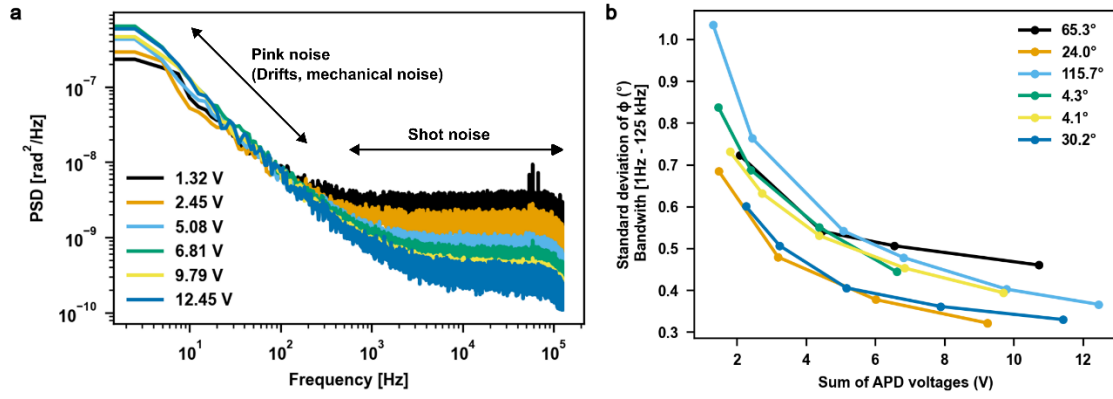 a
PSD [rad²/Hz]
10⁻⁷
10⁻⁸
10⁻⁹
10⁻¹⁰
Pink noise
(Drifts, mechanical noise)
Shot noise
1.32 V
2.45 V
5.08 V
6.81 V
9.79 V
12.45 V
10¹
10²
10³
10⁴
10⁵
Frequency [Hz]
b
Standard deviation of ϕ (°)
Bandwith [1Hz - 125 kHz]
1.0
0.9
0.8
0.7
0.6
0.5
0.4
0.3
65.3°
24.0°
115.7°
4.3°
4.1°
30.2°
2
4
6
8
10
12
Sum of APD voltages (V)